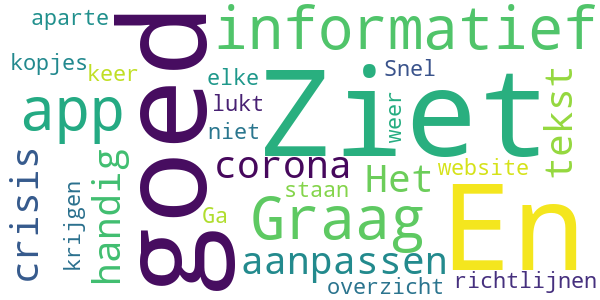 aparte
goed
informatief
kopjes
keer
elke
Snel
Ziet
app
lukt
weer
tekst
niet
crisis
handig
corona
Het
website
krijgen
staan
En
Ga
Graag
aanpassen
overzicht
richtlijnen